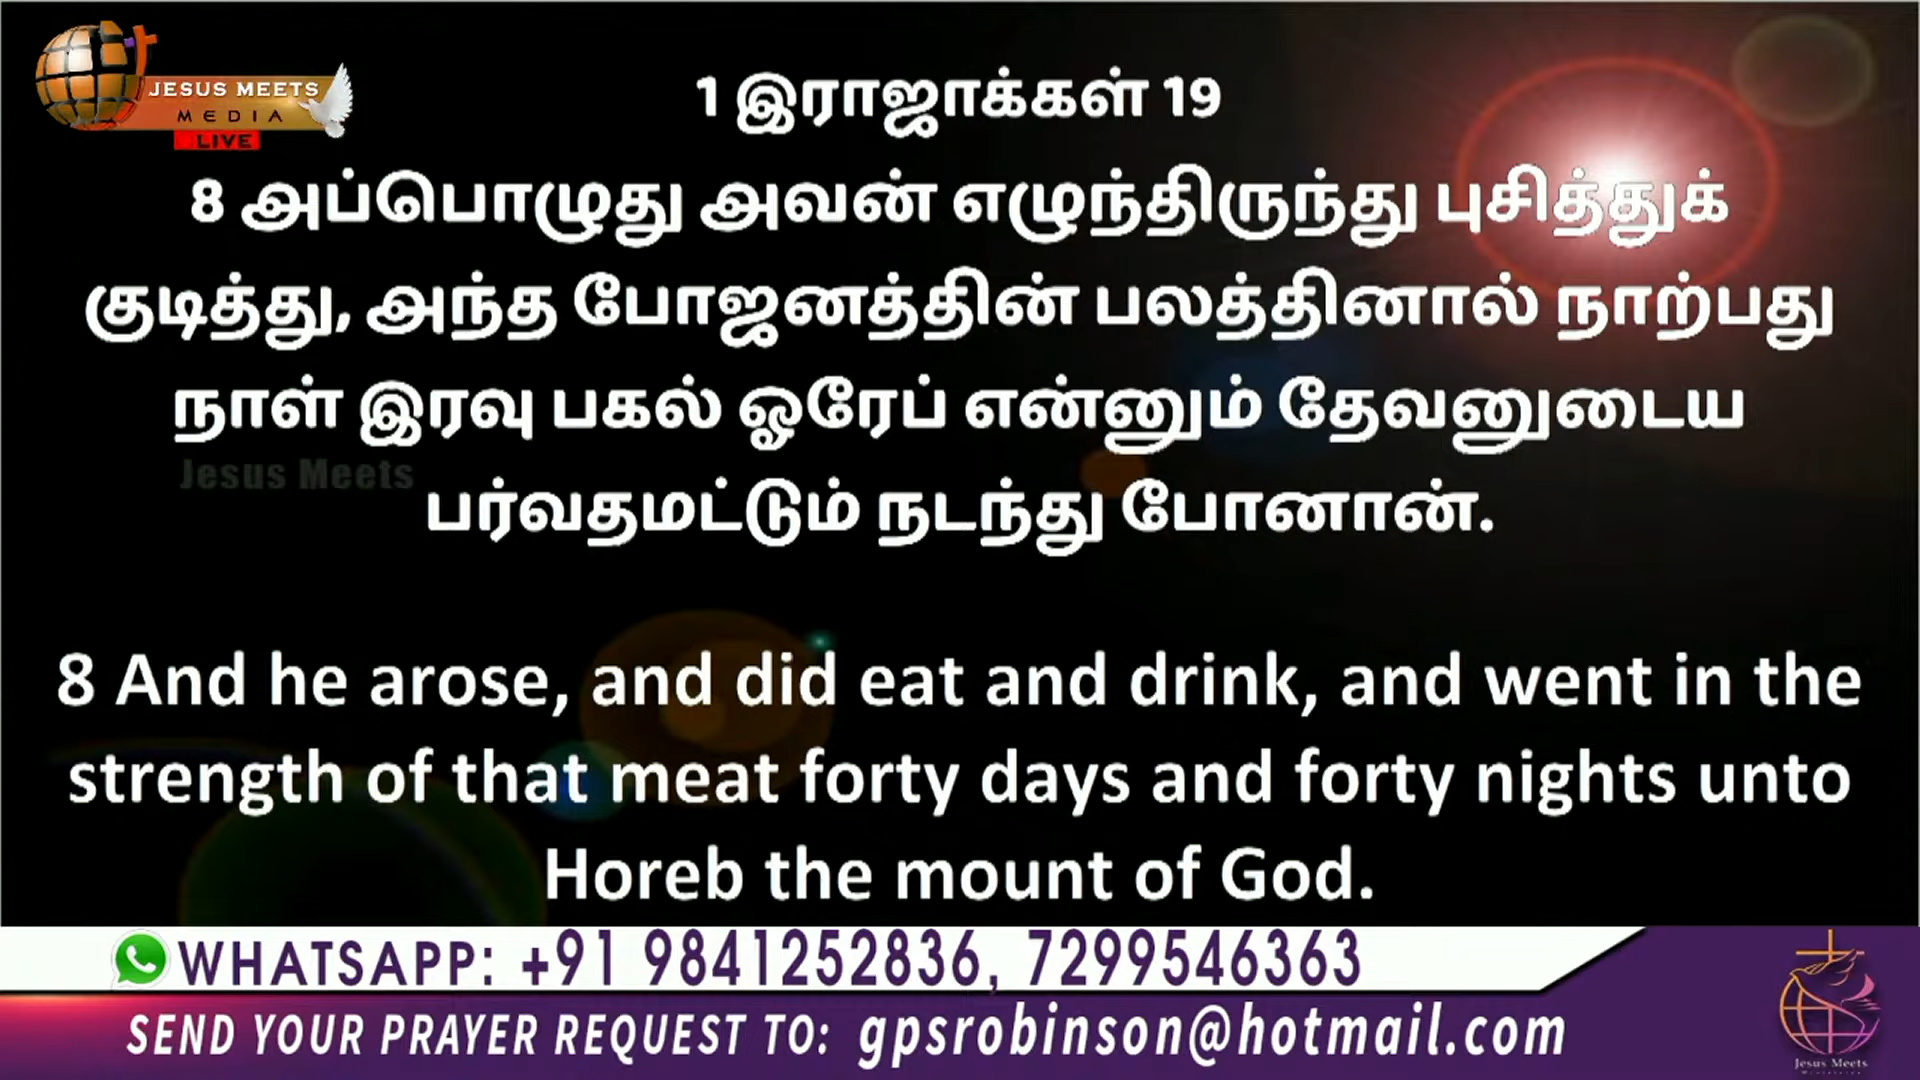 JESUS MEETS
MEDIA
LIVE
1 இராஜாக்கள் 19
8 அப்பொழுது அவன் எழுந்திருந்து புசித்துக்
குடித்து, அந்த போஜனத்தின் பலத்தினால் நாற்பது
நாள் இரவு பகல் ஓரேப் என்னும் தேவனுடைய
Jesus Meets
பர்வதமட்டும் நடந்து போனான்.
8 And he arose, and did eat and drink, and went in the
strength of that meat forty days and forty nights unto
Horeb the mount of God.
WHATSAPP: +91 9841252836, 7299546363
SEND YOUR PRAYER REQUEST TO: gpsrobinson@hotmail.com
Jesus Meets